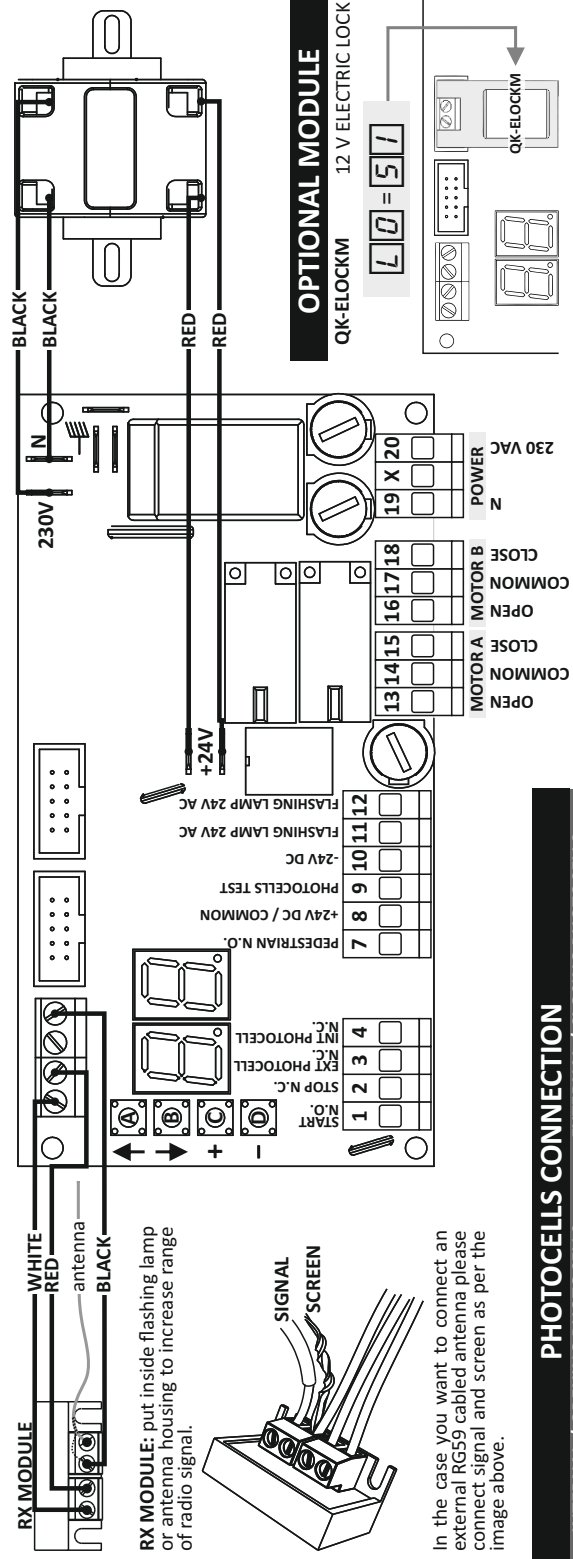 RX MODULE
WHITE
RED
antenna
BLACK
RX MODULE: put inside flashing lamp
or antenna housing to increase range
of radio signal.
SIGNAL
SCREEN
In the case you want to connect an
external RG59 cabled antenna please
connect signal and screen as per the
image above.
A
B
C
D
+
-
START
N.O.
STOP N.C.
EXT PHOTOCELL
N.C.
INT PHOTOCELL
N.C.
1 2 3 4
PEDESTRIAN N.O.
+24V DC / COMMON
PHOTOCELLS TEST
-24V DC
FLASHING LAMP 24V AC
FLASHING LAMP 24V AC
7 8 9 10 11 12
+24V
230V
N
BLACK
BLACK
RED
RED
13 14 15
MOTOR A
OPEN
COMMON
CLOSE
16 17 18
MOTOR B
OPEN
COMMON
CLOSE
19 X 20
POWER
N
230 VAC
OPTIONAL MODULE
QK-ELOCKM
12 V ELECTRIC LOCK
LO=51
QK-ELOCKM
PHOTOCELLS CONNECTION